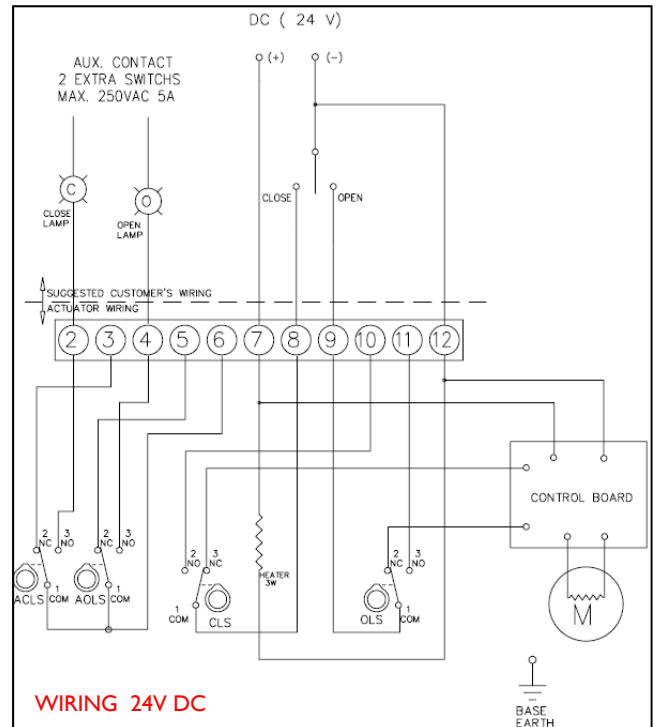 DC ( 24 V)
(+) (-)
AUX. CONTACT
2 EXTRA SWITCHS
MAX. 250VAC 5A
C
CLOSE
LAMP
O
OPEN
LAMP
CLOSE OPEN
SUGGESTED CUSTOMER'S WIRING
ACTUATOR WIRING
2 3 4 5 6 7 8 9 10 11 12
CONTROL BOARD
2 NC 3 NO
1 COM
ACLS
2 NC 3 NO
1 COM
AOLS
2 NO 3 NC
1 COM
CLS
HEATER
3W
2 NC 3 NO
1 COM
OLS
M
WIRING 24V DC
BASE
EARTH